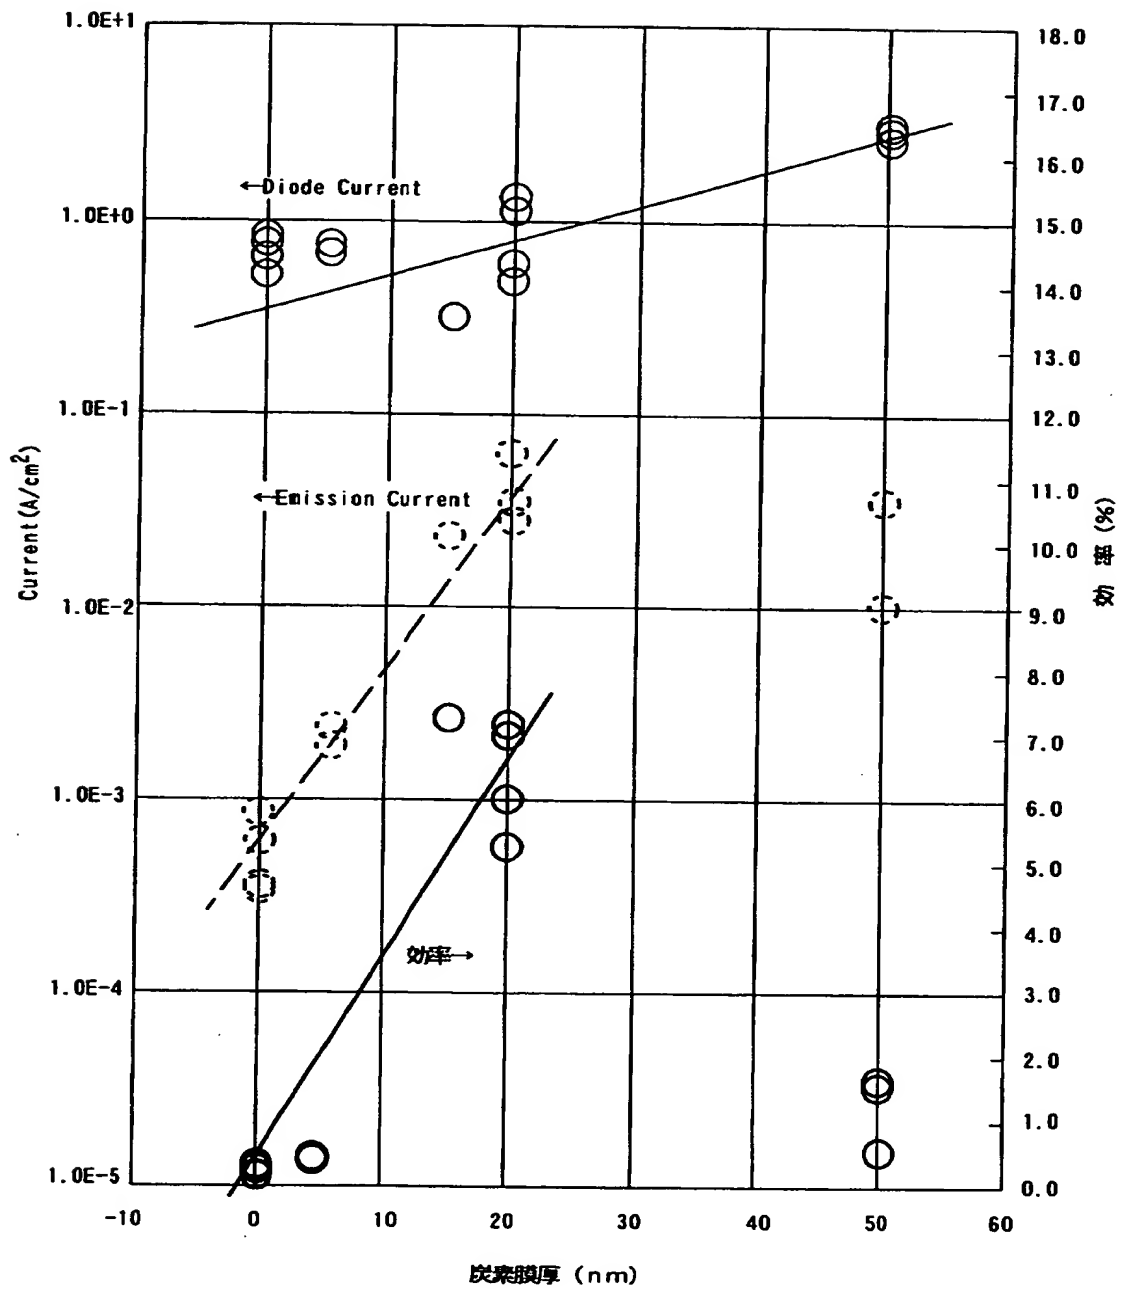 1.0E+1
1.0E+0
1.0E-1
1.0E-2
1.0E-3
1.0E-4
1.0E-5
Current(A/cm²)
←Diode Current
←Emission Current
効率→
18.0
17.0
16.0
15.0
14.0
13.0
12.0
11.0
10.0
9.0
8.0
7.0
6.0
5.0
4.0
3.0
2.0
1.0
0.0
効 率 (%)
-10 0 10 20 30 40 50 60
炭素膜厚 (nm)